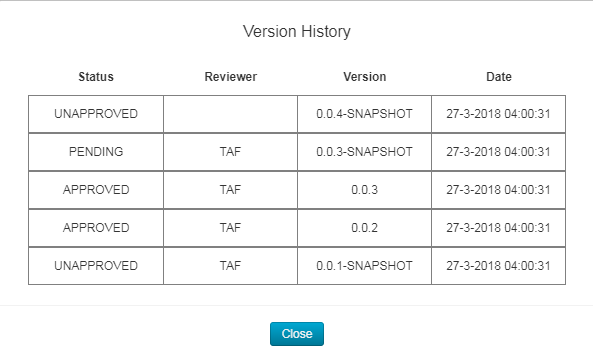 Version History
Status Reviewer Version Date
UNAPPROVED 0.0.4-SNAPSHOT 27-3-2018 04:00:31
PENDING TAF 0.0.3-SNAPSHOT 27-3-2018 04:00:31
APPROVED TAF 0.0.3 27-3-2018 04:00:31
APPROVED TAF 0.0.2 27-3-2018 04:00:31
UNAPPROVED TAF 0.0.1-SNAPSHOT 27-3-2018 04:00:31
Close